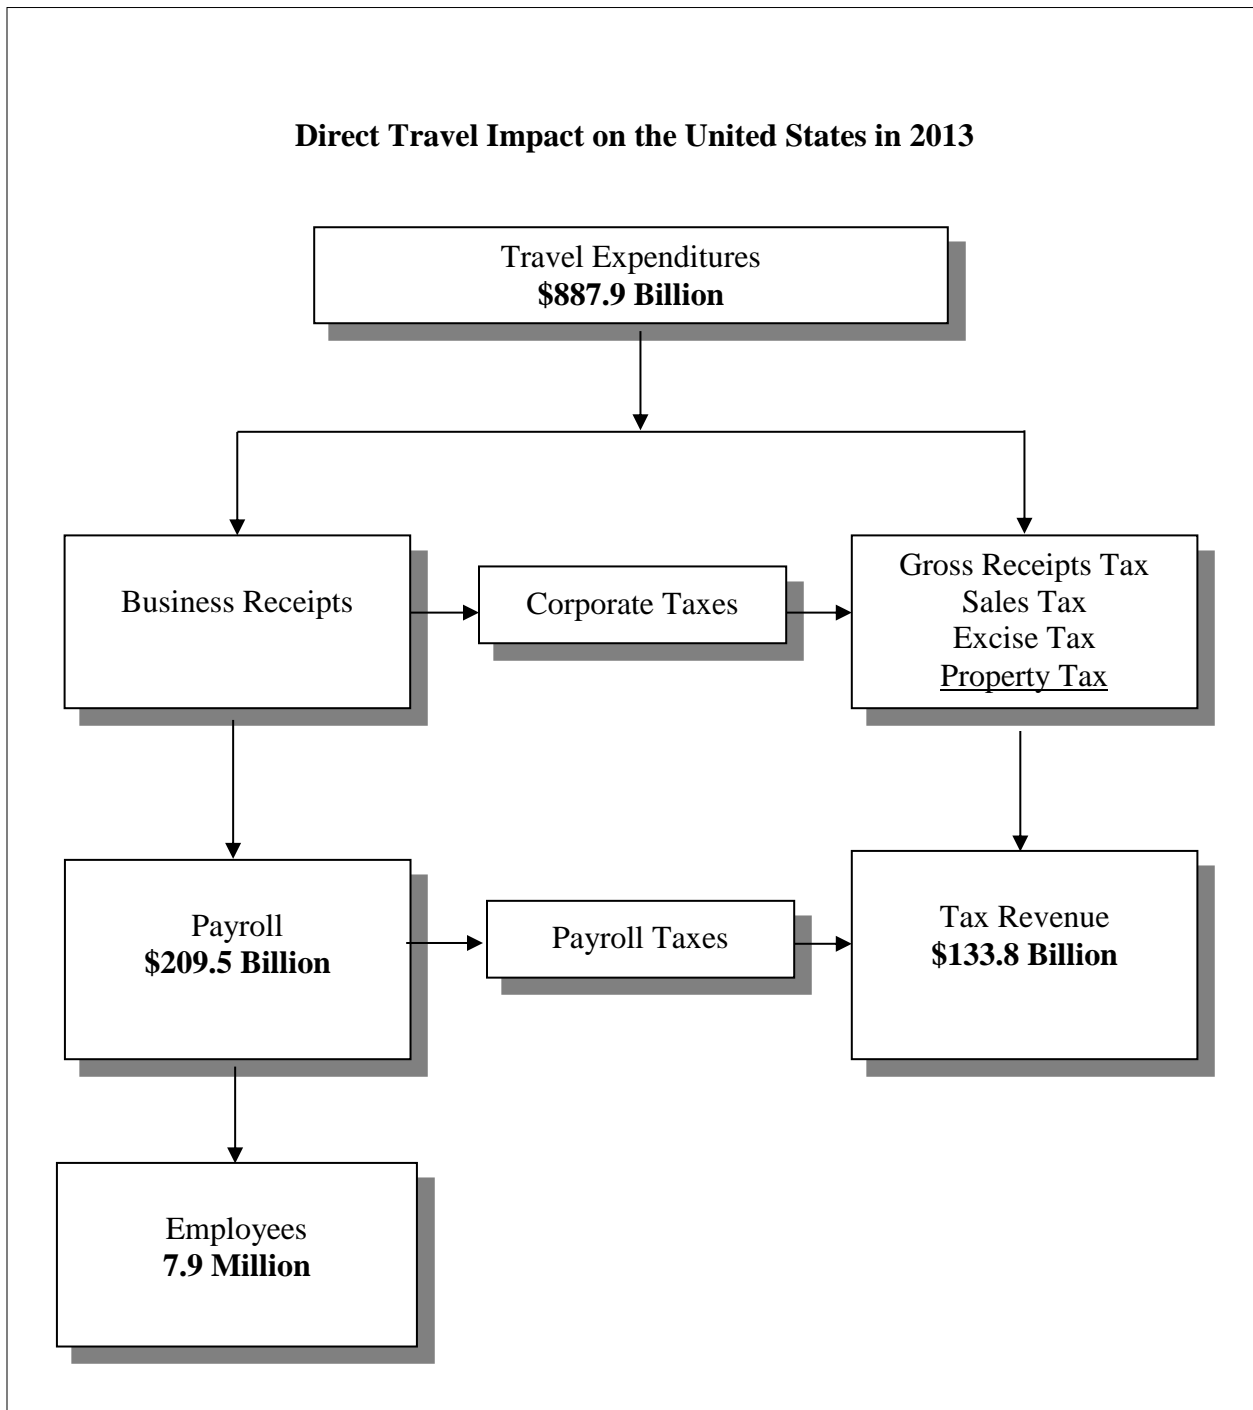 Direct Travel Impact on the United States in 2013
Travel Expenditures
$887.9 Billion
Business Receipts
Corporate Taxes
Gross Receipts Tax
Sales Tax
Excise Tax
Property Tax
Payroll
$209.5 Billion
Payroll Taxes
Tax Revenue
$133.8 Billion
Employees
7.9 Million